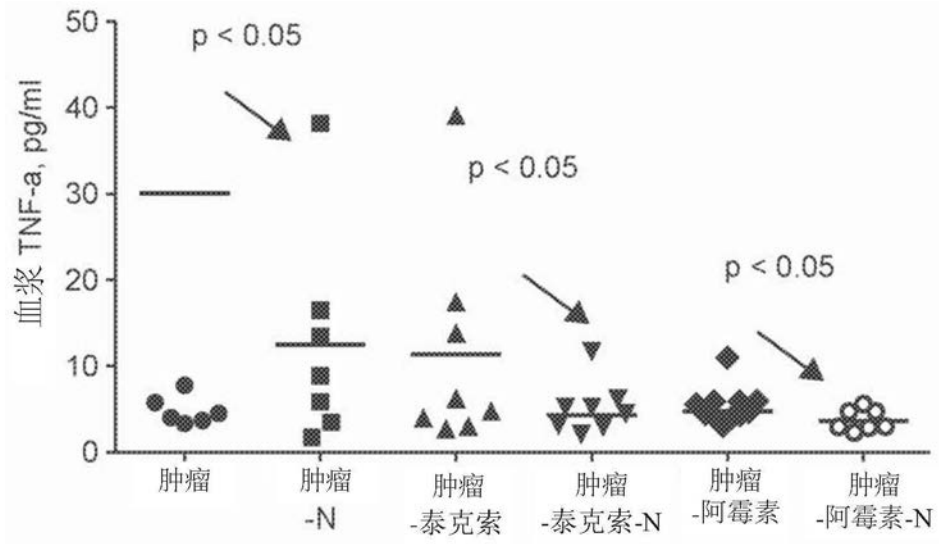 50
40
30
20
10
0
血浆 TNF-a, pg/ml
p < 0.05
p < 0.05
p < 0.05
肿瘤
肿瘤
-N
肿瘤
-泰克索
肿瘤
-泰克索-N
肿瘤
-阿霉素
肿瘤
-阿霉素-N